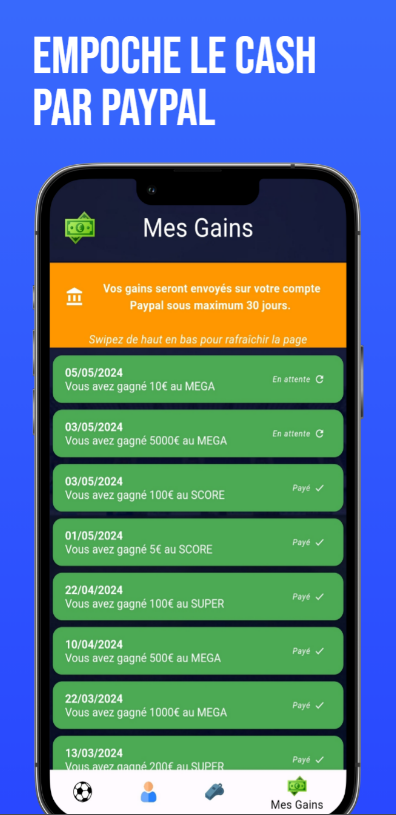 EMPOCHE LE CASH
PAR PAYPAL
Mes Gains
Vos gains seront envoyés sur votre compte
Paypal sous maximum 30 jours.
Swipez de haut en bas pour rafraîchir la page
05/05/2024
Vous avez gagné 10€ au MEGA
En attente
03/05/2024
Vous avez gagné 5000€ au MEGA
En attente
03/05/2024
Vous avez gagné 100€ au SCORE
Payé
01/05/2024
Vous avez gagné 5€ au SCORE
Payé
22/04/2024
Vous avez gagné 100€ au SUPER
Payé
10/04/2024
Vous avez gagné 500€ au MEGA
Payé
22/03/2024
Vous avez gagné 1000€ au MEGA
Payé
13/03/2024
Vous avez gagné 200€ au SUPER
Payé
Mes Gains